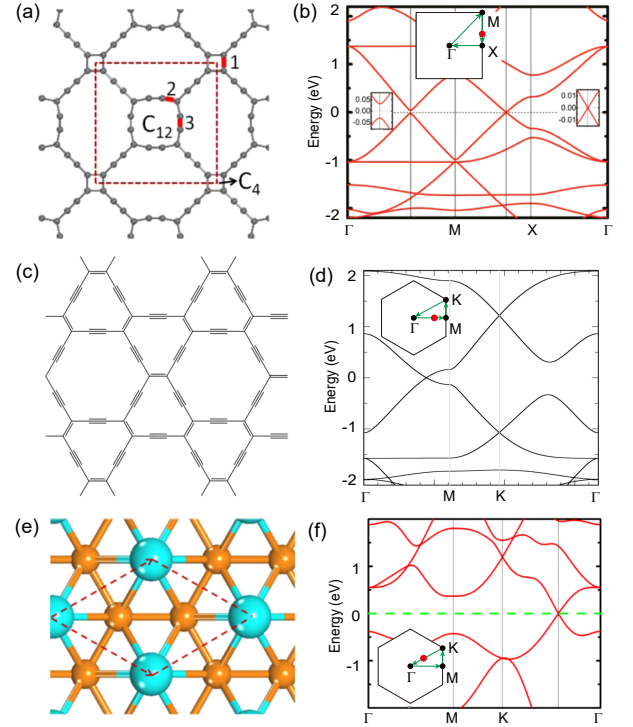 (a)
1
2
3
C12
C4
(b)
Energy (eV)
2
1
0
-1
-2
0.05
0.00
-0.05
0.01
0.00
-0.01
M
Γ
X
Γ
M
X
Γ
(c)
(d)
Energy (eV)
2
1
0
-1
-2
K
Γ
M
Γ
M
K
Γ
(e)
(f)
Energy (eV)
1
0
-1
K
Γ
M
Γ
M
K
Γ